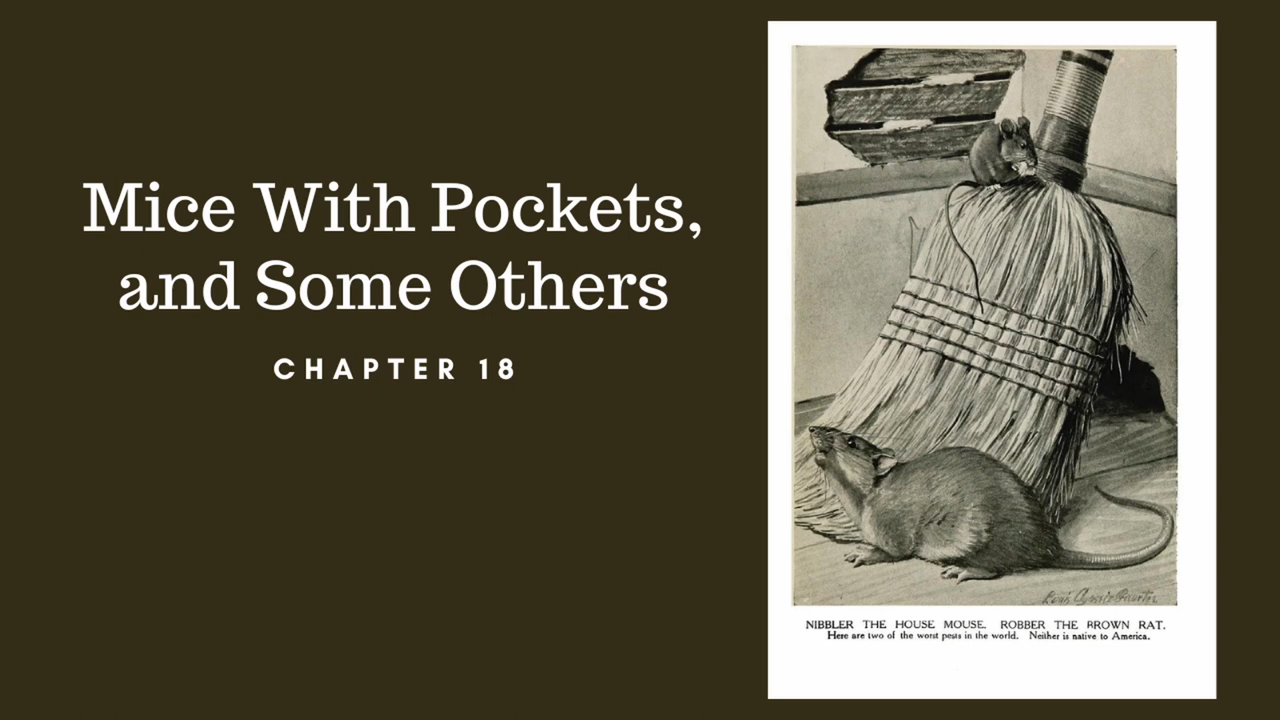 Mice With Pockets,
and Some Others
CHAPTER 18
NIBBLER THE HOUSE MOUSE. ROBBER THE BROWN RAT.
Here are two of the worst pests in the world. Neither is native to America.